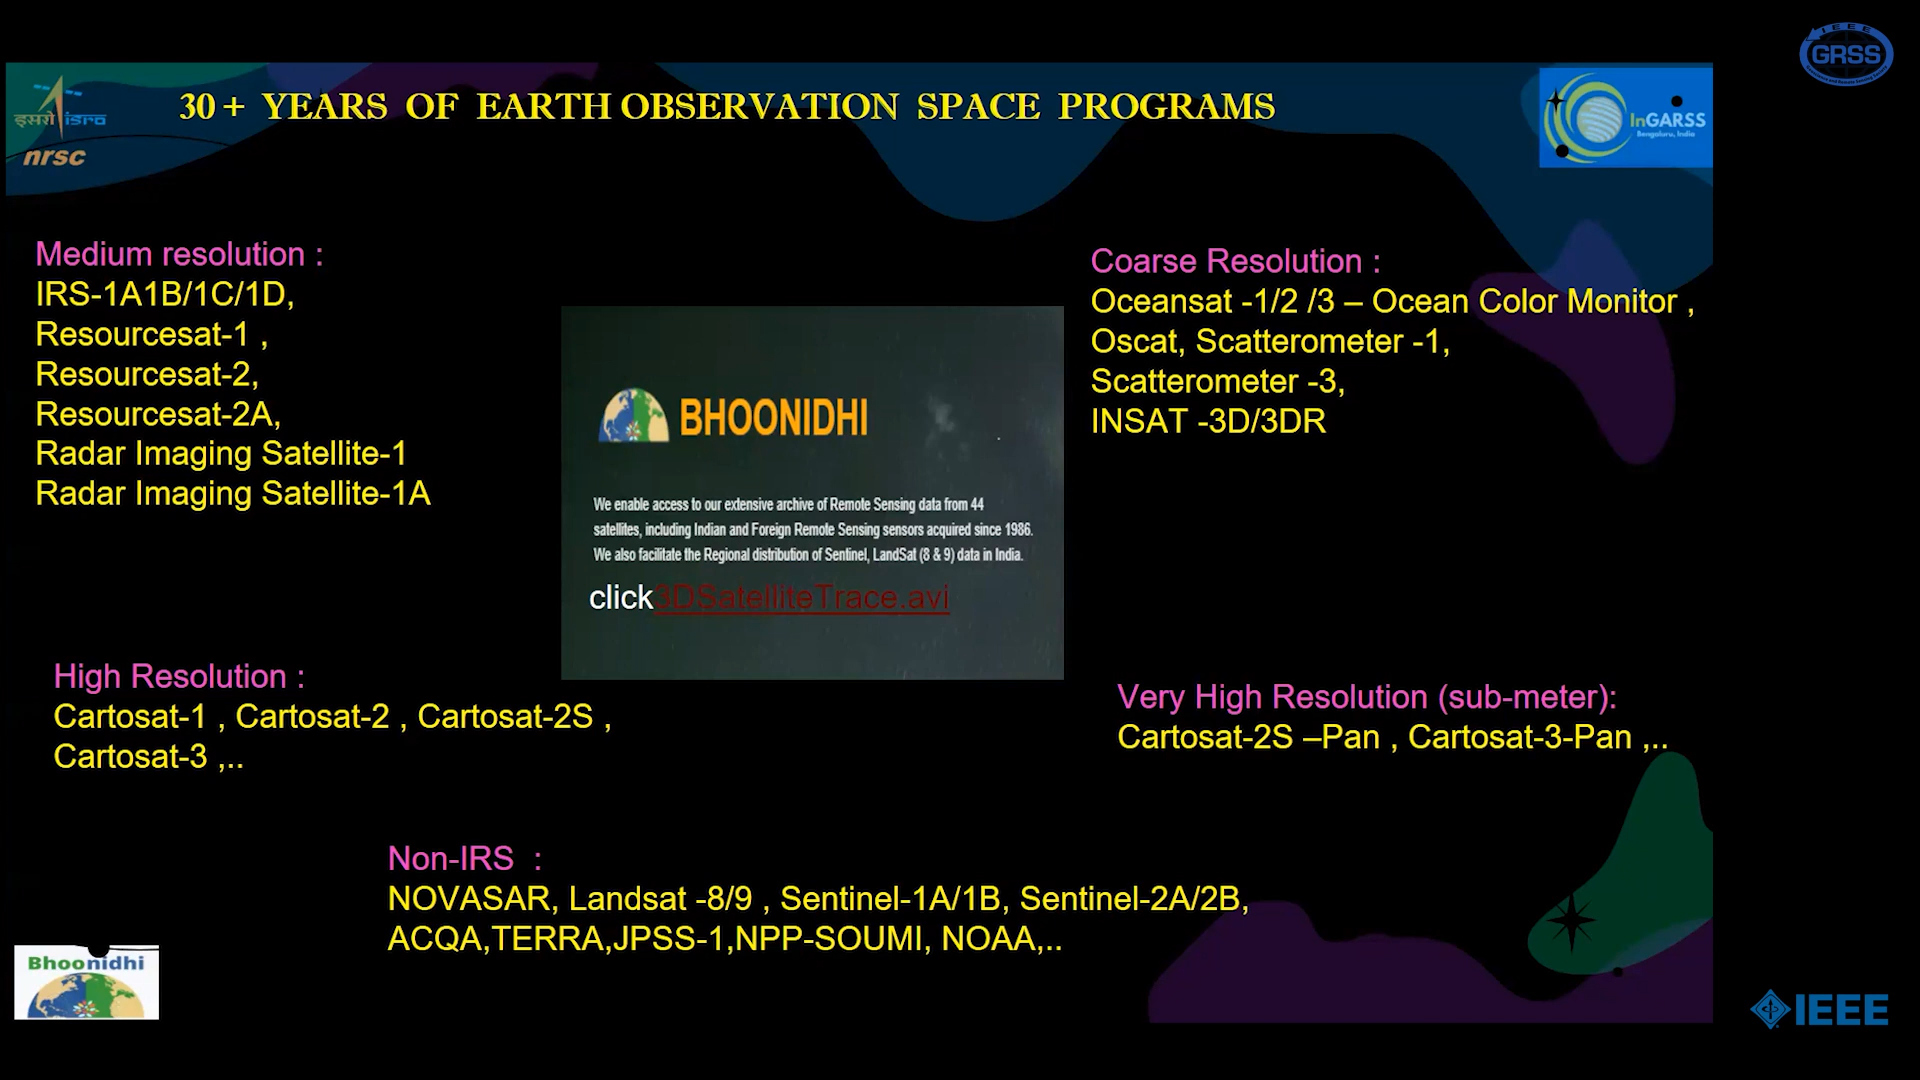 IEEE
GRSS
इसरो isro
nrsc
30 + YEARS OF EARTH OBSERVATION SPACE PROGRAMS
InGARSS
Bengaluru, India
Medium resolution :
IRS-1A1B/1C/1D,
Resourcesat-1 ,
Resourcesat-2,
Resourcesat-2A,
Radar Imaging Satellite-1
Radar Imaging Satellite-1A
BHOONIDHI
We enable access to our extensive archive of Remote Sensing data from 44
satellites, including Indian and Foreign Remote Sensing sensors acquired since 1986.
We also facilitate the Regional distribution of Sentinel, LandSat (8 & 9) data in India.
click3DSatelliteTrace.avi
Coarse Resolution :
Oceansat -1/2 /3 – Ocean Color Monitor ,
Oscat, Scatterometer -1,
Scatterometer -3,
INSAT -3D/3DR
High Resolution :
Cartosat-1 , Cartosat-2 , Cartosat-2S ,
Cartosat-3 ,..
Very High Resolution (sub-meter):
Cartosat-2S –Pan , Cartosat-3-Pan ,..
Non-IRS :
NOVASAR, Landsat -8/9 , Sentinel-1A/1B, Sentinel-2A/2B,
ACQA,TERRA,JPSS-1,NPP-SOUMI, NOAA,..
Bhoonidhi
IEEE